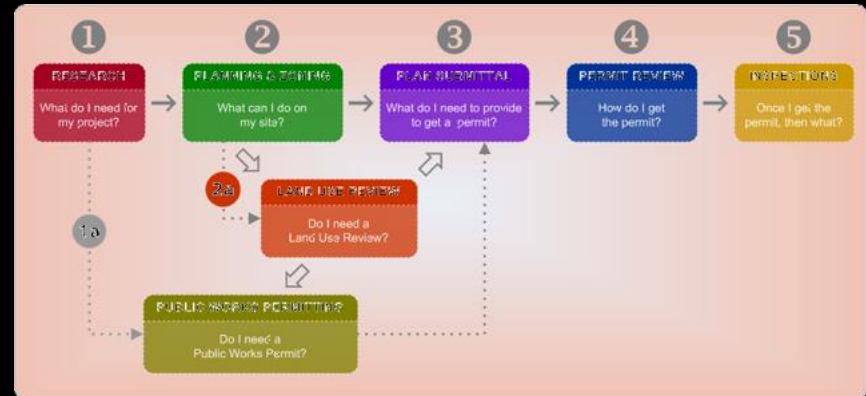 1
2
3
4
5
RESEARCH
What do I need for
my project?
PLANNING & ZONING
What can I do on
my site?
PLAN SUBMITTAL
What do I need to provide
to get a permit?
PERMIT REVIEW
How do I get
the permit?
INSPECTIONS
Once I get the
permit, then what?
2a
LAND USE REVIEW
Do I need a
Land Use Review?
1a
PUBLIC WORKS PERMITTING
Do I need a
Public Works Permit?